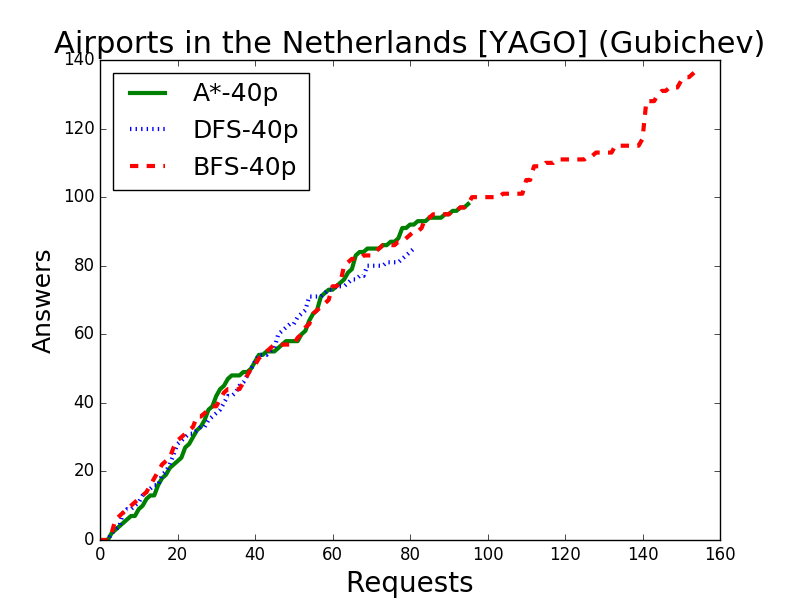 Airports in the Netherlands [YAGO] (Gubichev)
A*-40p
DFS-40p
BFS-40p
140
120
100
80
60
40
20
0
Answers
0 20 40 60 80 100 120 140 160
Requests